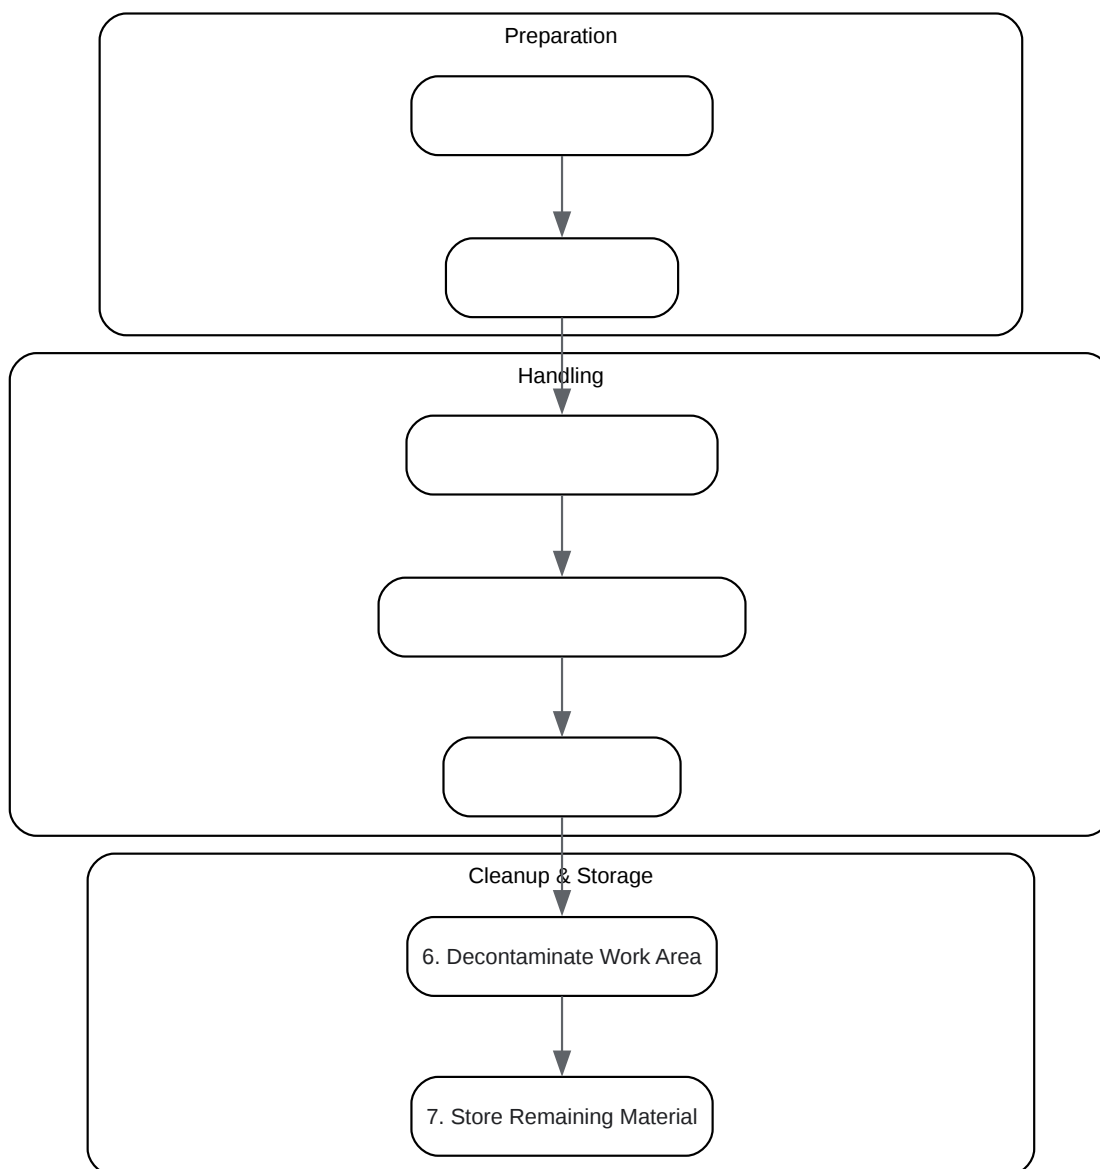 Preparation
Handling
Cleanup & Storage
6. Decontaminate Work Area
7. Store Remaining Material